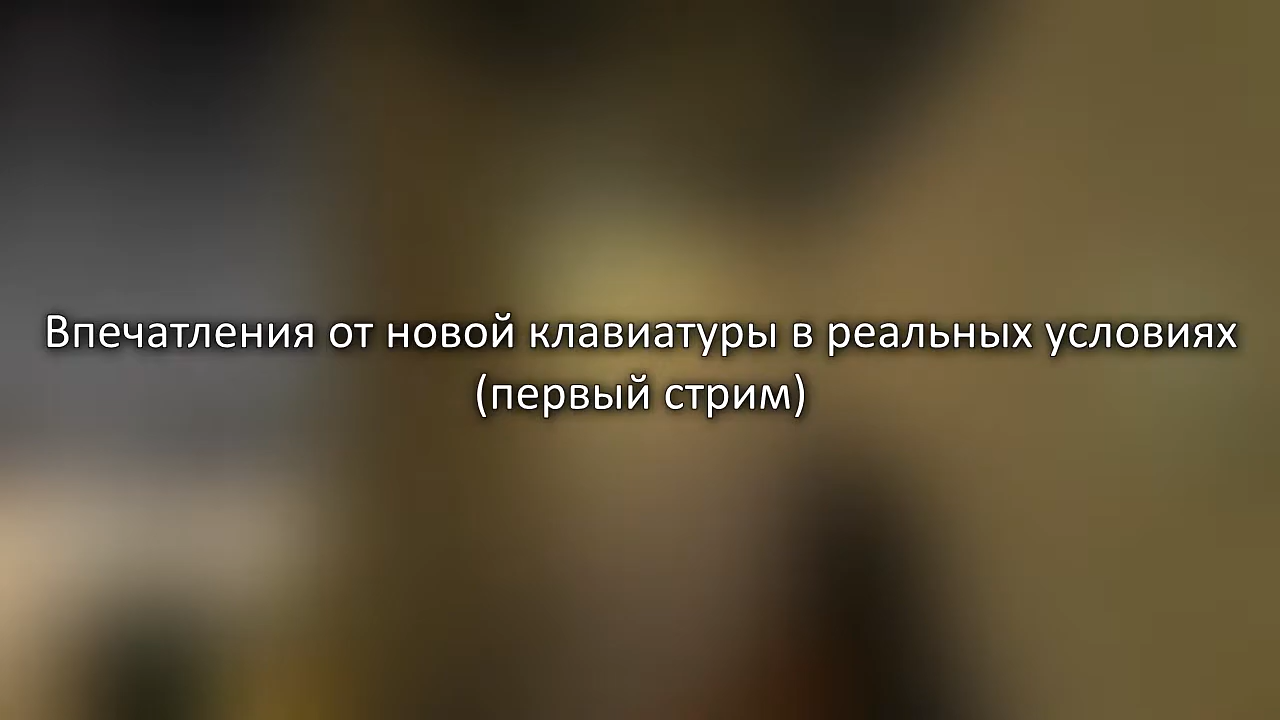 Впечатления от новой клавиатуры в реальных условиях
(первый стрим)